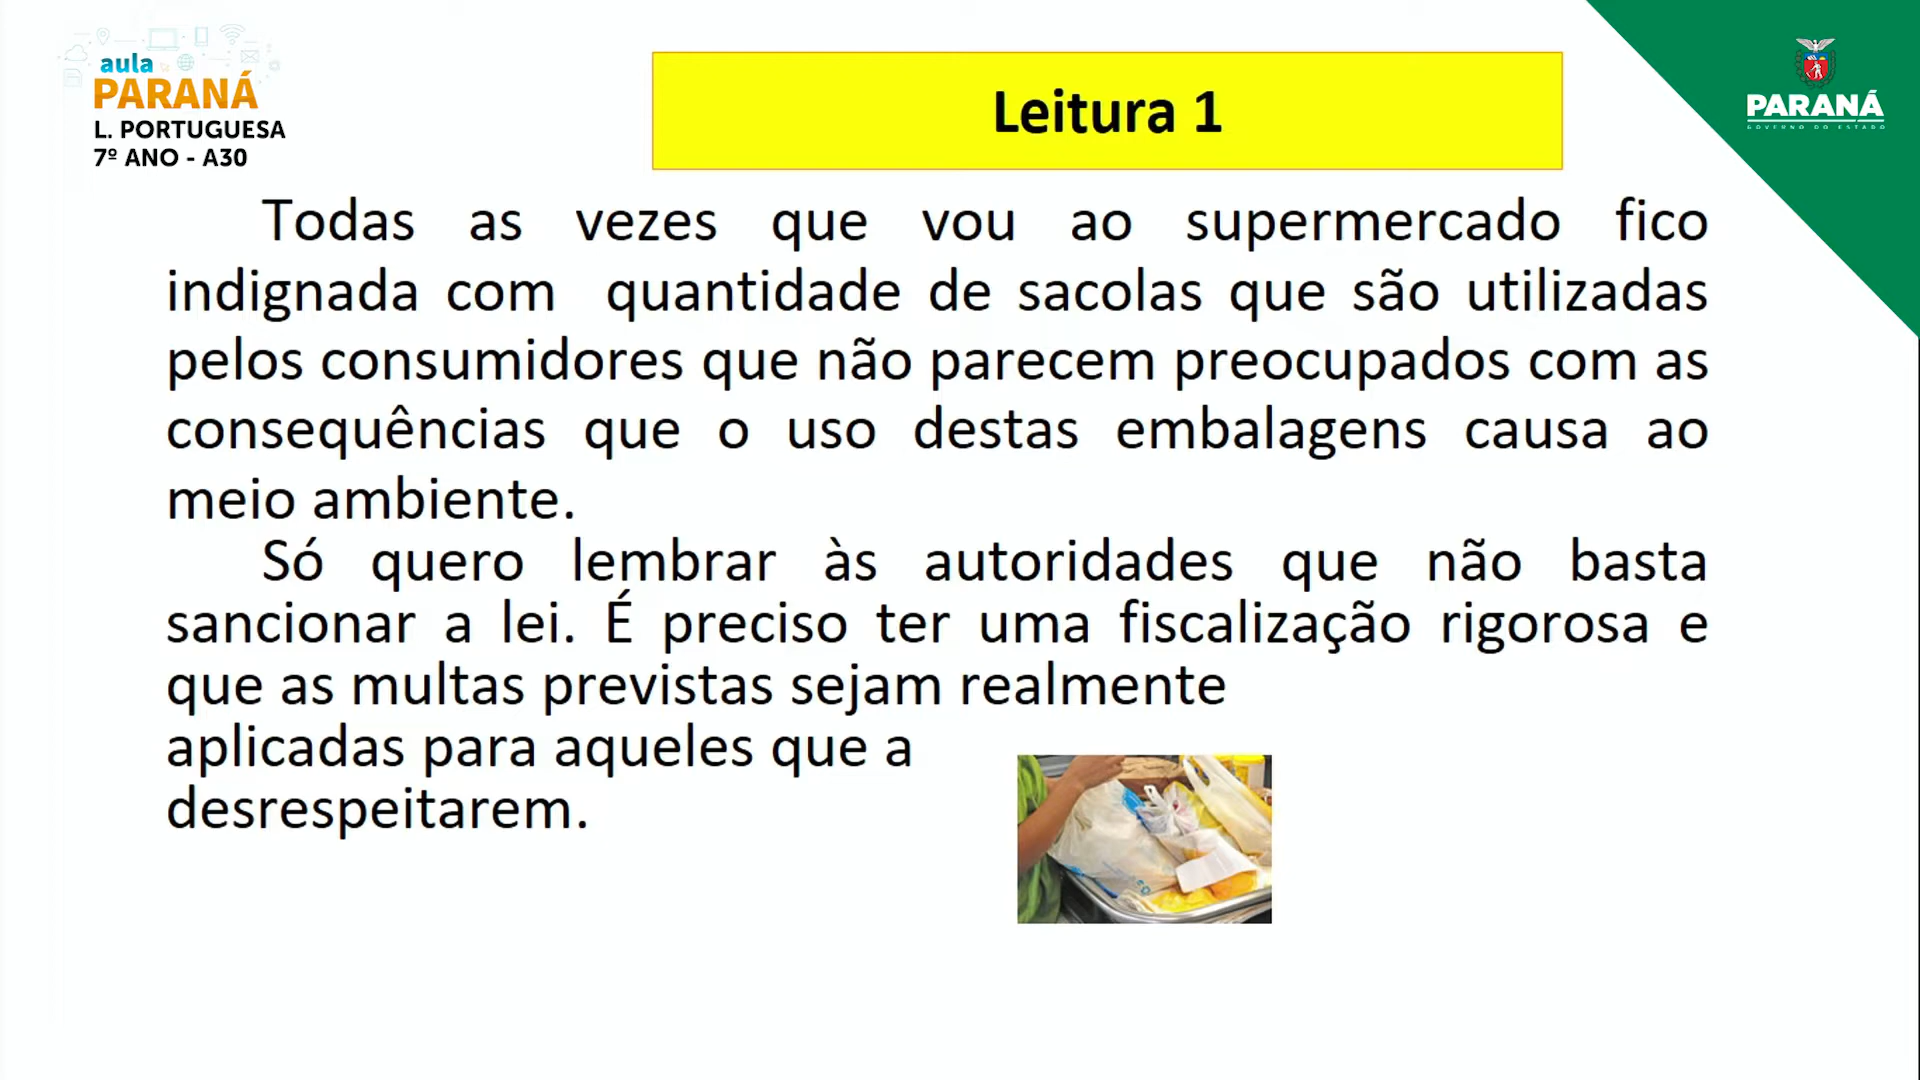 aula
PARANÁ
L. PORTUGUESA
7º ANO - A30
Leitura 1
PARANÁ
GOVERNO DO ESTADO
Todas as vezes que vou ao supermercado fico
indignada com quantidade de sacolas que são utilizadas
pelos consumidores que não parecem preocupados com as
consequências que o uso destas embalagens causa ao
meio ambiente.
Só quero lembrar às autoridades que não basta
sancionar a lei. É preciso ter uma fiscalização rigorosa e
que as multas previstas sejam realmente
aplicadas para aqueles que a
desrespeitarem.